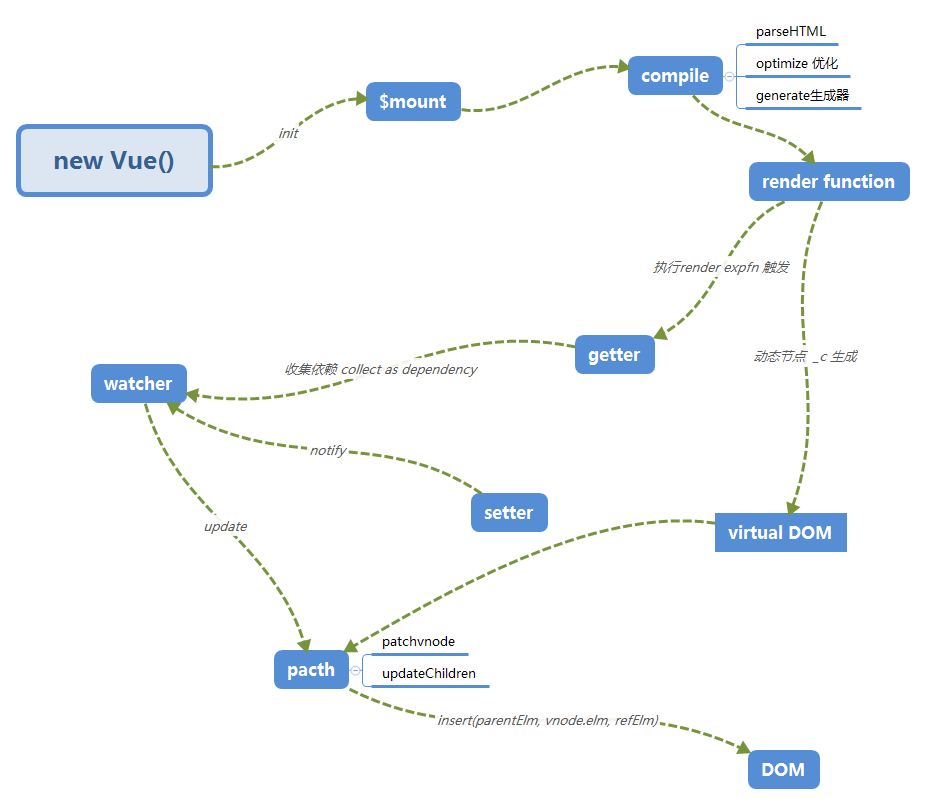 parseHTML
optimize 优化
generate生成器
compile
$mount
init
new Vue()
render function
执行render expfn 触发
getter
动态节点 _c 生成
收集依赖 collect as dependency
watcher
notify
setter
update
virtual DOM
patchvnode
pacth
updateChildren
insert(parentElm, vnode.elm, refElm)
DOM